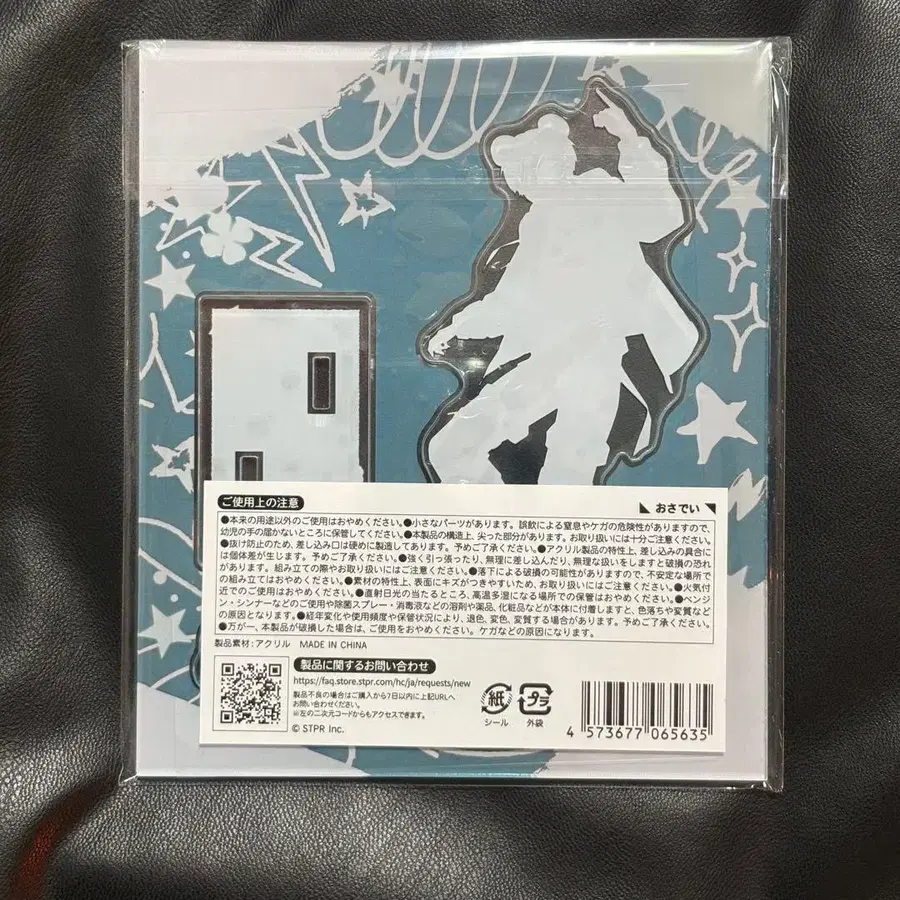 ご使用上の注意
おさでい
●本来の用途以外のご使用はおやめください。●小さなパーツがあります。誤飲による窒息やケガの危険性がありますので、
幼児の手の届かないところに保管してください。●本製品の構造上、尖った部分があります。お取り扱いには十分ご注意ください。
●抜け防止のため、差し込み口は硬めに製造してあります。予めご了承ください。●アクリル製品の特性上、差し込みの具合に
は個体差が生じます。予めご了承ください。●強く引っ張ったり、無理に差し込んだり、無理な扱いをしますと破損の恐れ
があります。組み立ての際やお取り扱いにはご注意ください。●落下による破損の可能性がありますので、不安定な場所で
の組み立てはおやめください。●素材の特性上、表面にキズがつきやすいため、お取り扱いにはご注意ください。●火気付
近でのご使用はおやめください。●直射日光の当たるところ、高温多湿になる場所での保管はおやめください。●ベンジ
ン・シンナーなどのご使用や除菌スプレー・消毒液などの溶剤や薬品、化粧品などが本体に付着しますと、色落ちや変質など
の原因となります。●経年変化や使用頻度や保管状況により、退色、変色、変質する場合があります。予めご了承ください。
●万が一、本製品が破損した場合は、ご使用をおやめください。ケガなどの原因になります。
製品素材:アクリル MADE IN CHINA
製品に関するお問い合わせ
https://faq.store.stpr.com/hc/ja/requests/new
製品不良の場合はご購入から7日以内に上記URLへ
お問い合わせください。
※左の二次元コードからもアクセスできます。
© STPR Inc.
紙
シール
プラ
外袋
4 573677 065635